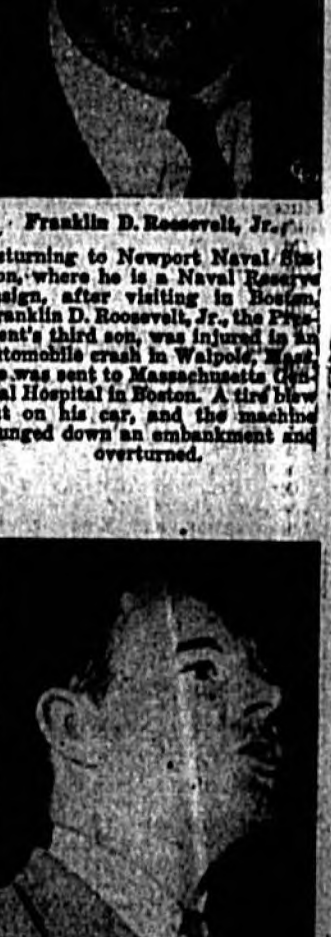 Franklin D. Roosevelt, Jr.
eturning to Newport Naval Sta-
on, where he is a Naval Reserve
sign, after visiting in Boston,
ranklin D. Roosevelt, Jr., the Pres-
ent's third son, was injured in an
utomobile crash in Walpole, Mass.
e was sent to Massachusetts Gen-
al Hospital in Boston. A tire blew
ut on his car, and the machine
unged down an embankment and
overturned.